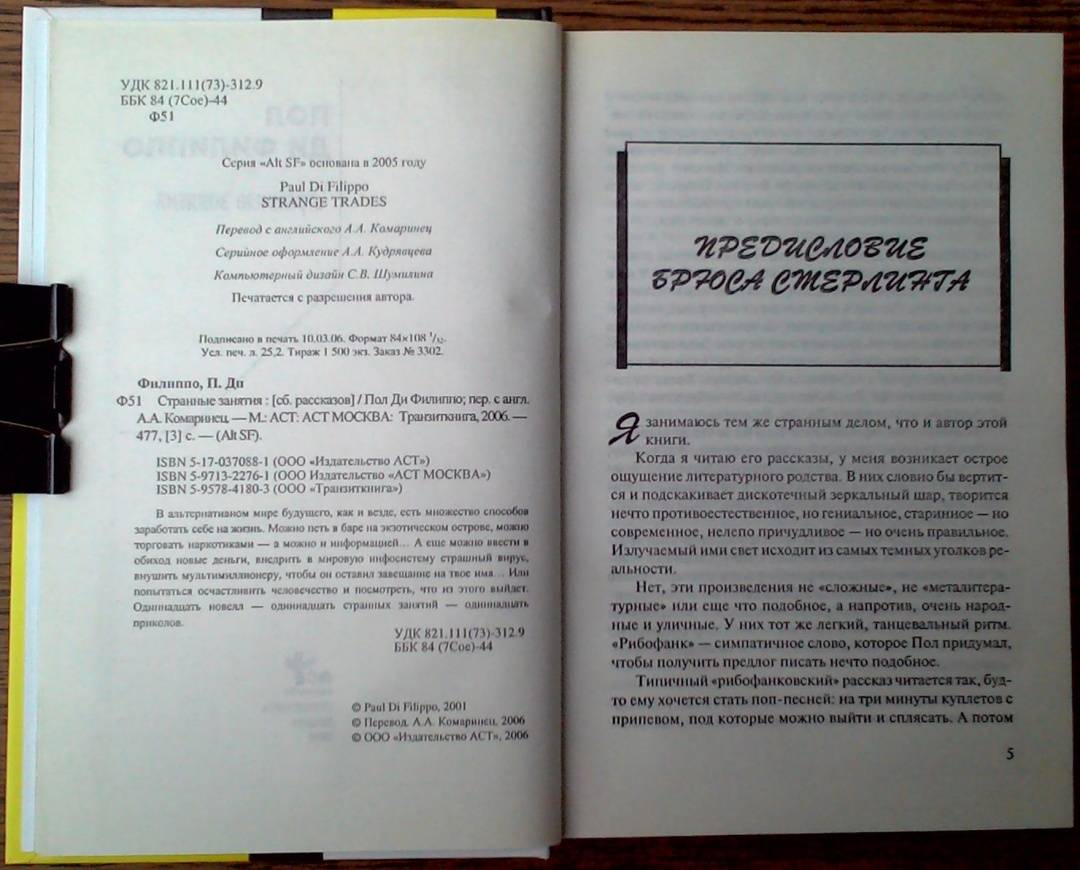 УДК 821.111(73)-312.9
ББК 84 (7Сое)-44
Ф51
Серия «Alt SF» основана в 2005 году
Paul Di Filippo
STRANGE TRADES
Перевод с английского А.А. Комаринец
Серийное оформление А.А. Кудрявцева
Компьютерный дизайн С.В. Шумилина
Печатается с разрешения автора.
Подписано в печать 10.03.06. Формат 84×108 1/32.
Усл. печ. л. 25,2. Тираж 1 500 экз. Заказ № 3302.
Филиппо, П. Ди
Ф51 Странные занятия : [сб. рассказов] / Пол Ди Филиппо; пер. с англ.
А.А. Комаринец. — М.: АСТ: АСТ МОСКВА: Транзиткнига, 2006. —
477, [3] с. — (Alt SF).
ISBN 5-17-037088-1 (ООО «Издательство АСТ»)
ISBN 5-9713-2276-1 (ООО Издательство «АСТ МОСКВА»)
ISBN 5-9578-4180-3 (ООО «Транзиткнига»)
В альтернативном мире будущего, как и везде, есть множество способов
заработать себе на жизнь. Можно петь в баре на экзотическом острове, можно
торговать наркотиками — а можно и информацией... А еще можно ввести в
обиход новые деньги, внедрить в мировую инфосистему страшный вирус,
внушить мультимиллионеру, чтобы он оставил завещание на твое имя... Или
попытаться осчастливить человечество и посмотреть, что из этого выйдет.
Одиннадцать новелл — одиннадцать странных занятий — одиннадцать
приколов.
УДК 821.111(73)-312.9
ББК 84 (7Сое)-44
© Paul Di Filippo, 2001
© Перевод. А.А. Комаринец, 2006
© ООО «Издательство АСТ», 2006
ПРЕДИСЛОВИЕ
БРЮСА СТЕРЛИНГА
Я занимаюсь тем же странным делом, что и автор этой
книги.
Когда я читаю его рассказы, у меня возникает острое
ощущение литературного родства. В них словно бы вертит-
ся и подскакивает дискотечный зеркальный шар, творится
нечто противоестественное, но гениальное, старинное — но
современное, нелепо причудливое — но очень правильное.
Излучаемый ими свет исходит из самых темных уголков ре-
альности.
Нет, эти произведения не «сложные», не «металитера-
турные» или еще что подобное, а напротив, очень народ-
ные и уличные. У них тот же легкий, танцевальный ритм.
«Рибофанк» — симпатичное слово, которое Пол придумал,
чтобы получить предлог писать нечто подобное.
Типичный «рибофанковский» рассказ читается так, буд-
то ему хочется стать поп-песней: на три минуты куплетов с
припевом, под которые можно выйти и сплясать. А потом
5